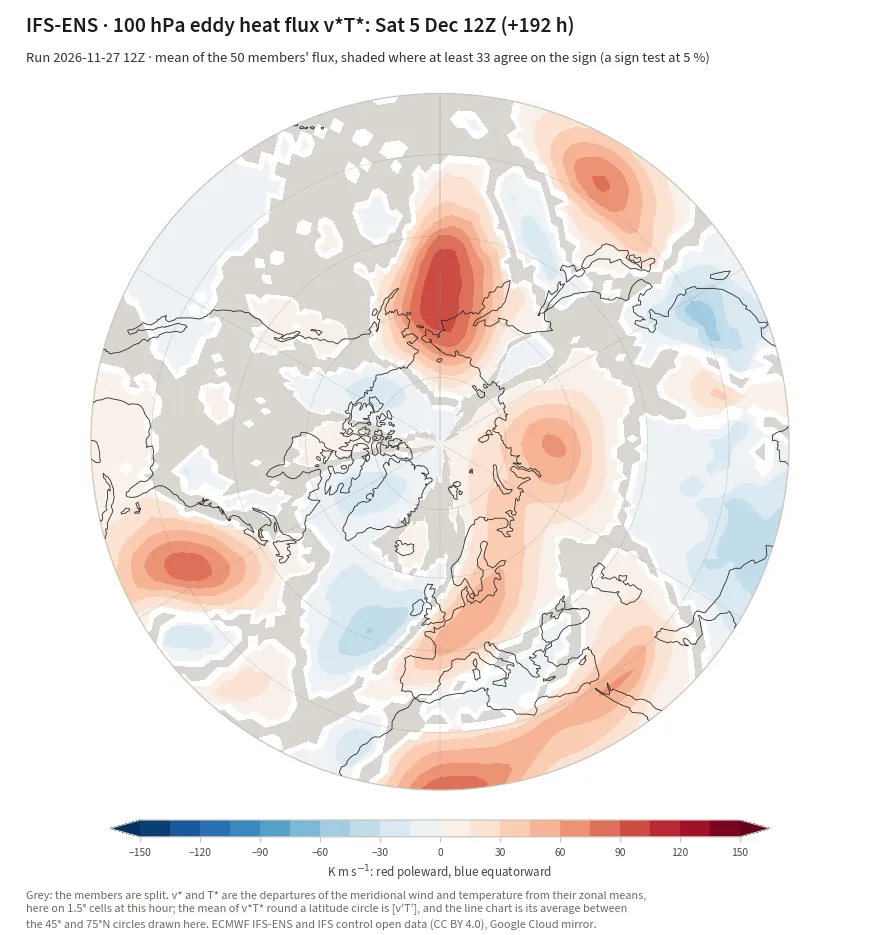 IFS-ENS · 100 hPa eddy heat flux v*T*: Sat 5 Dec 12Z (+192 h)
Run 2026-11-27 12Z · mean of the 50 members' flux, shaded where at least 33 agree on the sign (a sign test at 5 %)
−150 −120 −90 −60 −30 0 30 60 90 120 150
K m s⁻¹: red poleward, blue equatorward
Grey: the members are split. v* and T* are the departures of the meridional wind and temperature from their zonal means,
here on 1.5° cells at this hour; the mean of v*T* round a latitude circle is [v'T'], and the line chart is its average between
the 45° and 75°N circles drawn here. ECMWF IFS-ENS and IFS control open data (CC BY 4.0), Google Cloud mirror.